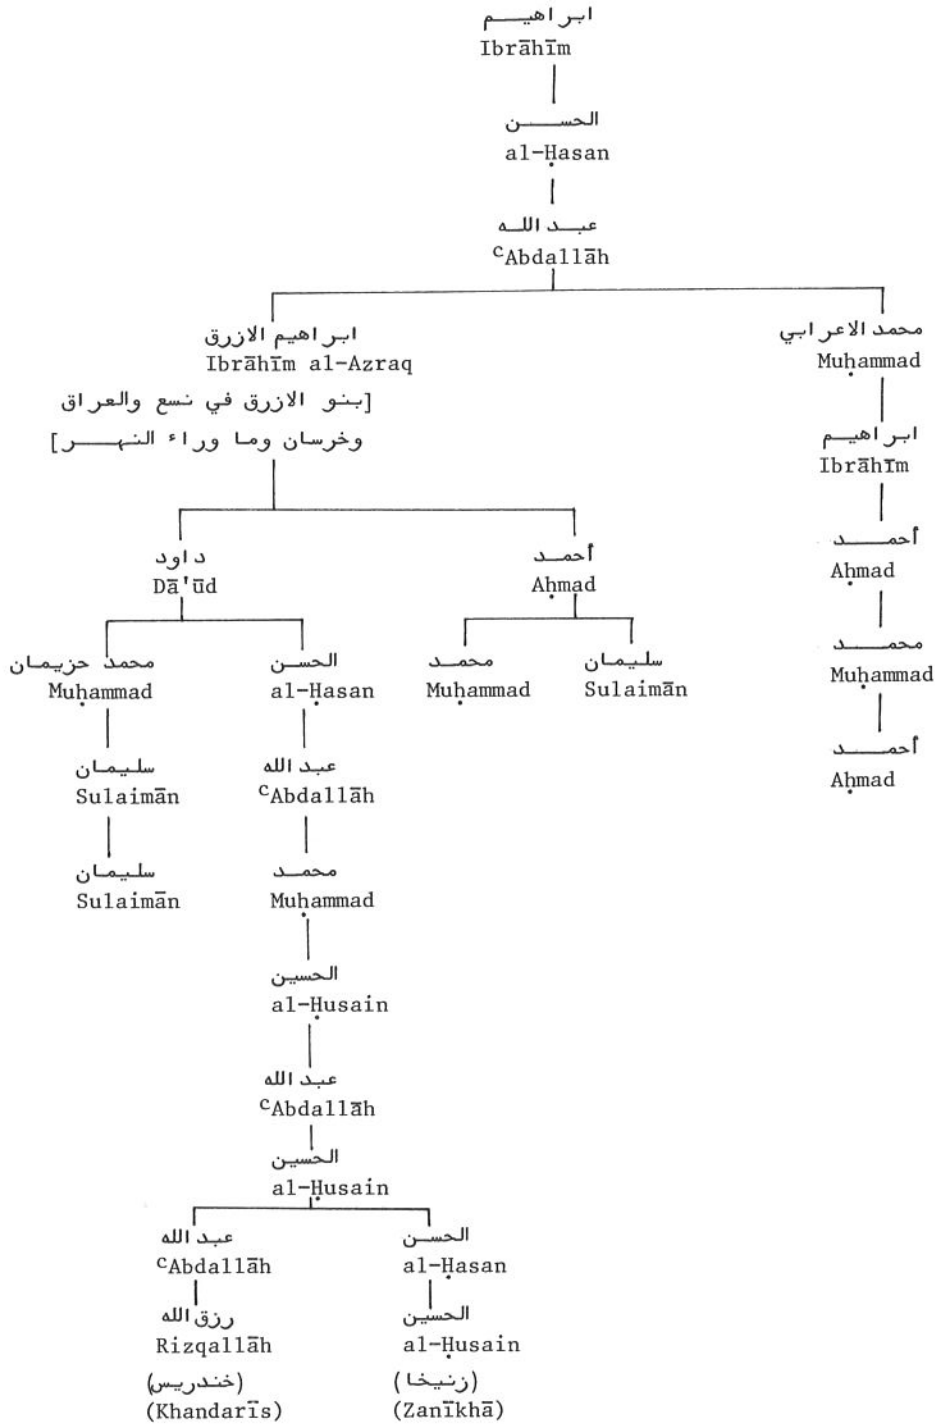 ابراهيم
Ibrāhīm
الحسن
al-Ḥasan
عبد الله
ᶜAbdallāh
ابراهيم الازرق
Ibrāhīm al-Azraq
[بنو الازرق في نسع والعراق
وخرسان وما وراء النهر]
محمد الاعرابي
Muḥammad
ابراهيم
Ibrāhīm
داود
Dā'ūd
أحمد
Aḥmad
أحمد
Aḥmad
محمد حزيمان
Muḥammad
الحسن
al-Ḥasan
محمد
Muḥammad
سليمان
Sulaimān
محمد
Muḥammad
سليمان
Sulaimān
عبد الله
ᶜAbdallāh
أحمد
Aḥmad
سليمان
Sulaimān
محمد
Muḥammad
الحسين
al-Ḥusain
عبد الله
ᶜAbdallāh
الحسين
al-Ḥusain
عبد الله
ᶜAbdallāh
الحسن
al-Ḥasan
رزق الله
Rizqallāh
(خندريس)
(Khandarīs)
الحسين
al-Ḥusain
(زنيخا)
(Zanīkhā)